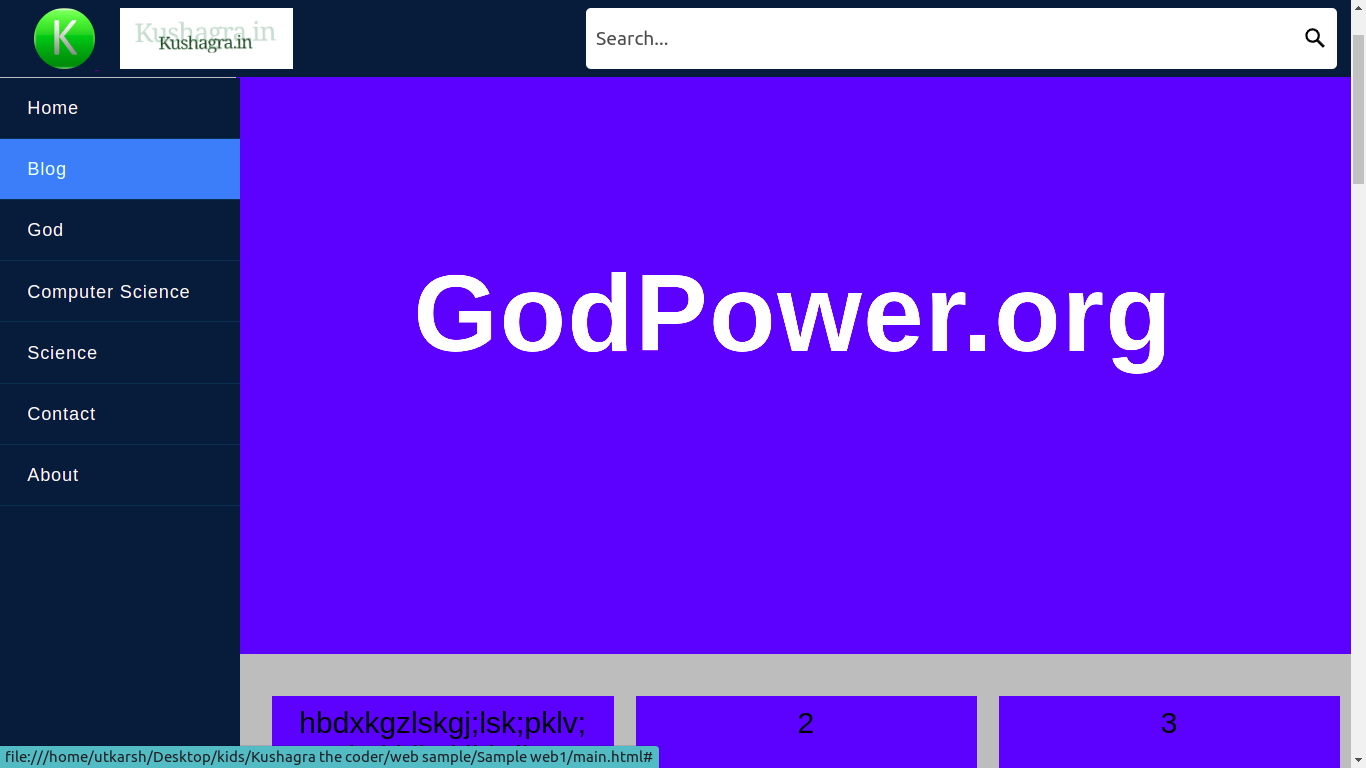 K
Kushagra.in
Kushagra.in
Search...
Home
Blog
God
Computer Science
Science
Contact
About
GodPower.org
hbdxkgzlskgj;lsk;pklv;
2
3
file:///home/utkarsh/Desktop/kids/Kushagra the coder/web sample/Sample web1/main.html#